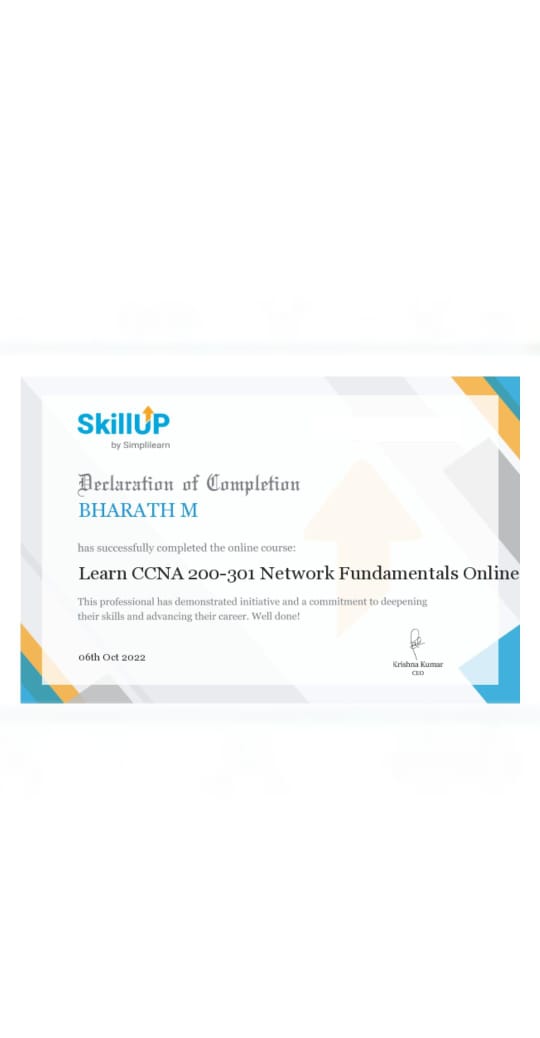 SkillUP
by Simplilearn
Declaration of Completion
BHARATH M
has successfully completed the online course:
Learn CCNA 200-301 Network Fundamentals Online
This professional has demonstrated initiative and a commitment to deepening
their skills and advancing their career. Well done!
06th Oct 2022
Krishna Kumar
CEO